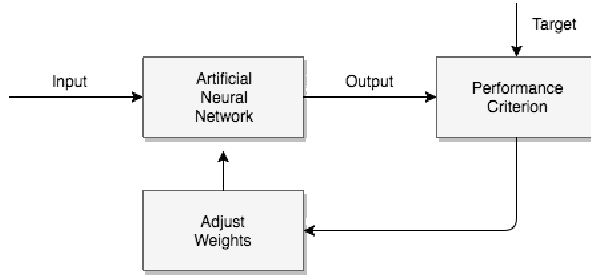 Target
Input
Artificial
Neural
Network
Output
Performance
Criterion
Adjust
Weights